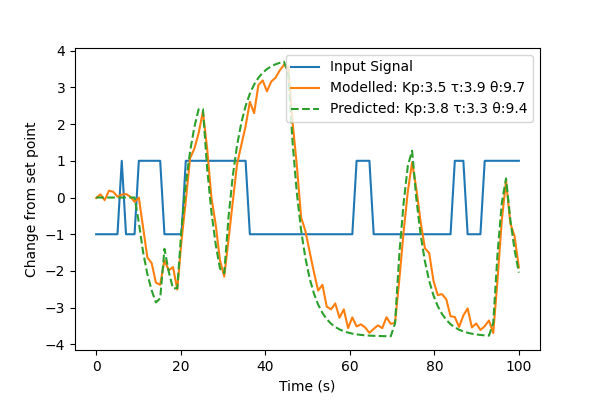 4
3
2
1
0
−1
−2
−3
−4
Change from set point
Input Signal
Modelled: Kp:3.5 τ:3.9 θ:9.7
Predicted: Kp:3.8 τ:3.3 θ:9.4
0 20 40 60 80 100
Time (s)